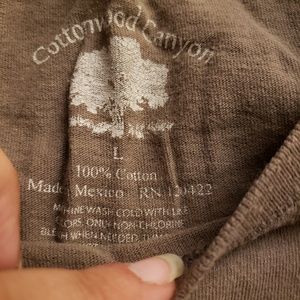 Cottonwood Canyon
L
100% Cotton
Made Mexico RN 120422
MACHINE WASH COLD WITH LIKE
COLORS. ONLY NON-CHLORINE
BLEACH WHEN NEEDED. TUMBLE